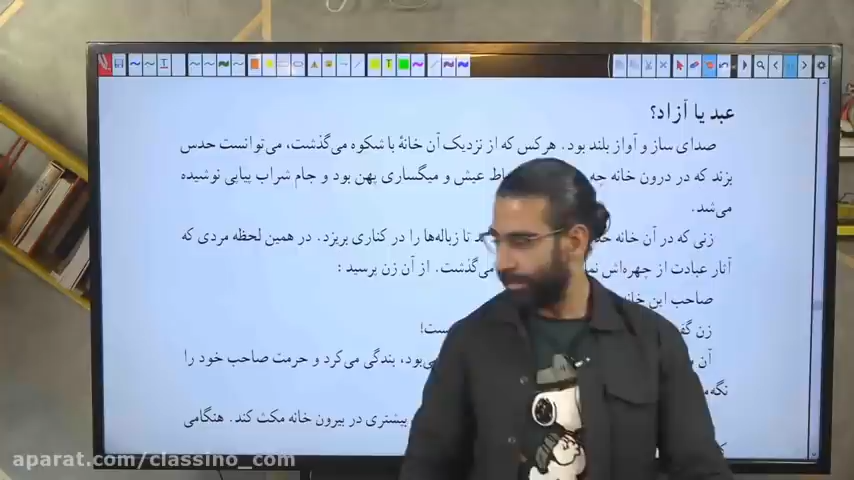 عبد یا آزاد؟
صدای ساز و آواز بلند بود. هرکس که از نزدیک آن خانهٔ با شکوه می‌گذشت، می‌توانست حدس
بزند که در درون خانه چه عیش و میگساری پهن بود و جام شراب پیاپی نوشیده
می‌شد.
زنی که در آن خانه تا زباله‌ها را در کناری بریزد. در همین لحظه مردی که
آثار عبادت از چهره‌اش می‌گذشت. از آن زن پرسید :
صاحب این
زن
آن بود، بندگی می‌کرد و حرمت صاحب خود را
پیشتری در بیرون خانه مکث کند. هنگامی
aparat.com/classino_com